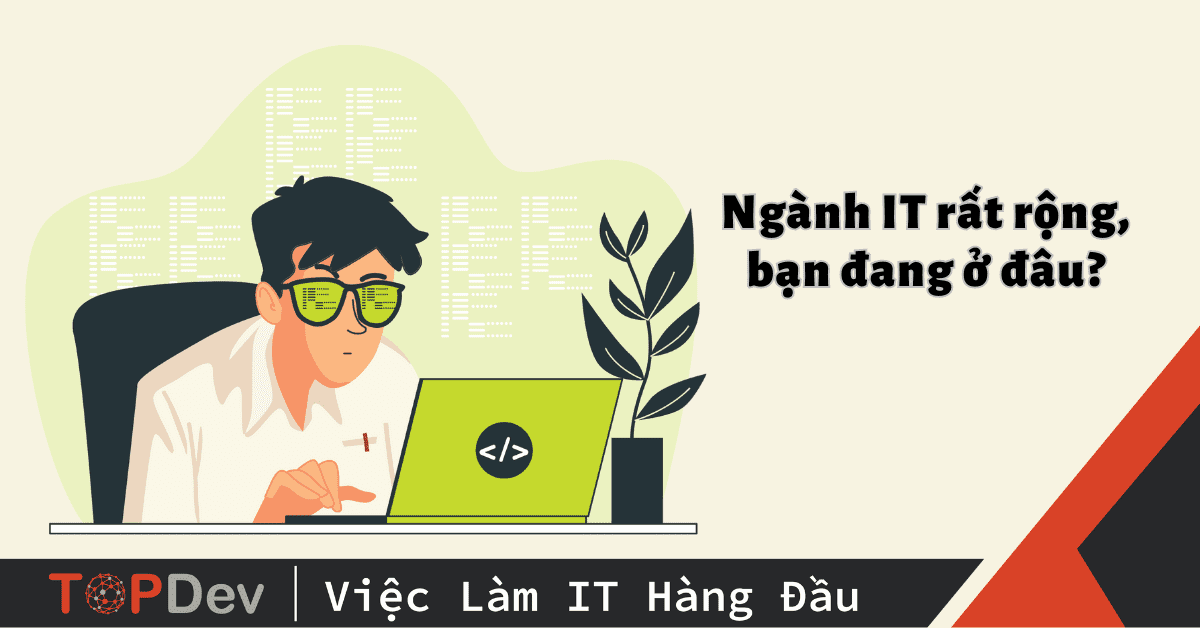 Ngành IT rất rộng,
bạn đang ở đâu?
</>
TOPDev
Việc Làm IT Hàng Đầu